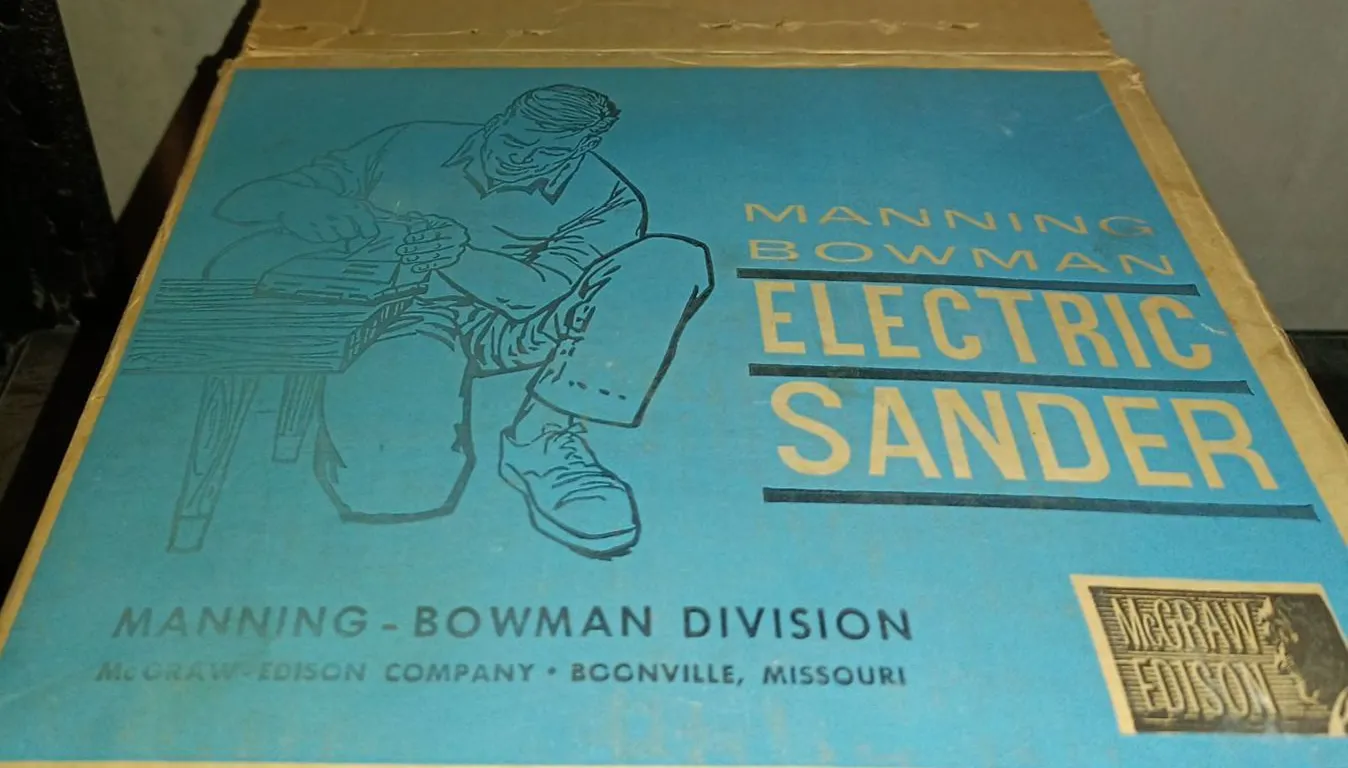 MANNING
BOWMAN
ELECTRIC
SANDER
MANNING - BOWMAN DIVISION
McGRAW-EDISON COMPANY • BOONVILLE, MISSOURI
McGRAW
EDISON